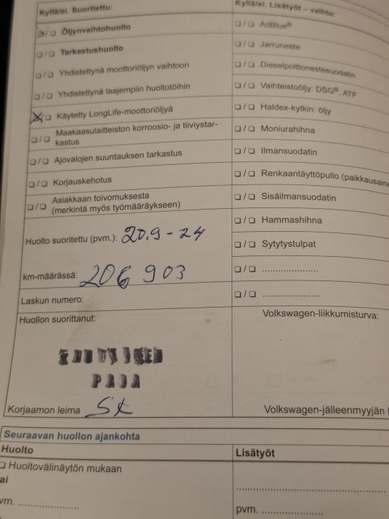 Kyllä/ei. Suoritettu:
Kyllä/ei. Lisätyöt – vaihto:
❏ / ❏ Öljynvaihtohuolto
❏ / ❏ AdBlue®
❏ / ❏ Tarkastushuolto
❏ / ❏ Jarruneste
❏ / ❏ Yhdistettynä moottoriöljyn vaihtoon
❏ / ❏ Dieselpolttonestesuodatin
❏ / ❏ Yhdistettynä laajempiin huoltotöihin
❏ / ❏ Vaihteistoöljy: DSG®, ATF
❏ / ❏ Käytetty LongLife-moottoriöljyä
❏ / ❏ Haldex-kytkin: öljy
❏ / ❏ Maakaasulaitteiston korroosio- ja tiiviystar-
kastus
❏ / ❏ Moniurahihna
❏ / ❏ Ajovalojen suuntauksen tarkastus
❏ / ❏ Ilmansuodatin
❏ / ❏ Korjauskehotus
❏ / ❏ Renkaantäyttöpullo (paikkausaine
❏ / ❏ Asiakkaan toivomuksesta
(merkintä myös työmääräykseen)
❏ / ❏ Sisäilmansuodatin
❏ / ❏ Hammashihna
Huolto suoritettu (pvm.): 20.9-24
❏ / ❏ Sytytystulpat
km-määrässä: 206 903
❏ / ❏ ....................
Laskun numero:
❏ / ❏ ....................
Huollon suorittanut:
Volkswagen-liikkumisturva:
PAJA
Korjaamon leima
Volkswagen-jälleenmyyjän
Seuraavan huollon ajankohta
Huolto
Lisätyöt
❏ Huoltovälinäytön mukaan
ai
vm. ....................
pvm. ....................